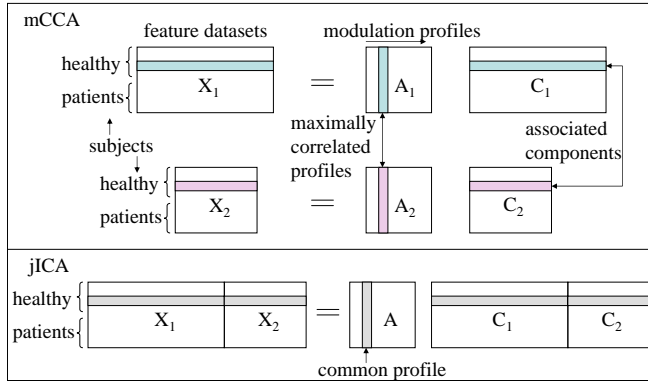 mCCA
feature datasets
modulation profiles
healthy
patients
X1
=
A1
C1
subjects
maximally
correlated
profiles
associated
components
healthy
patients
X2
=
A2
C2
jICA
healthy
patients
X1
X2
=
A
C1
C2
common profile